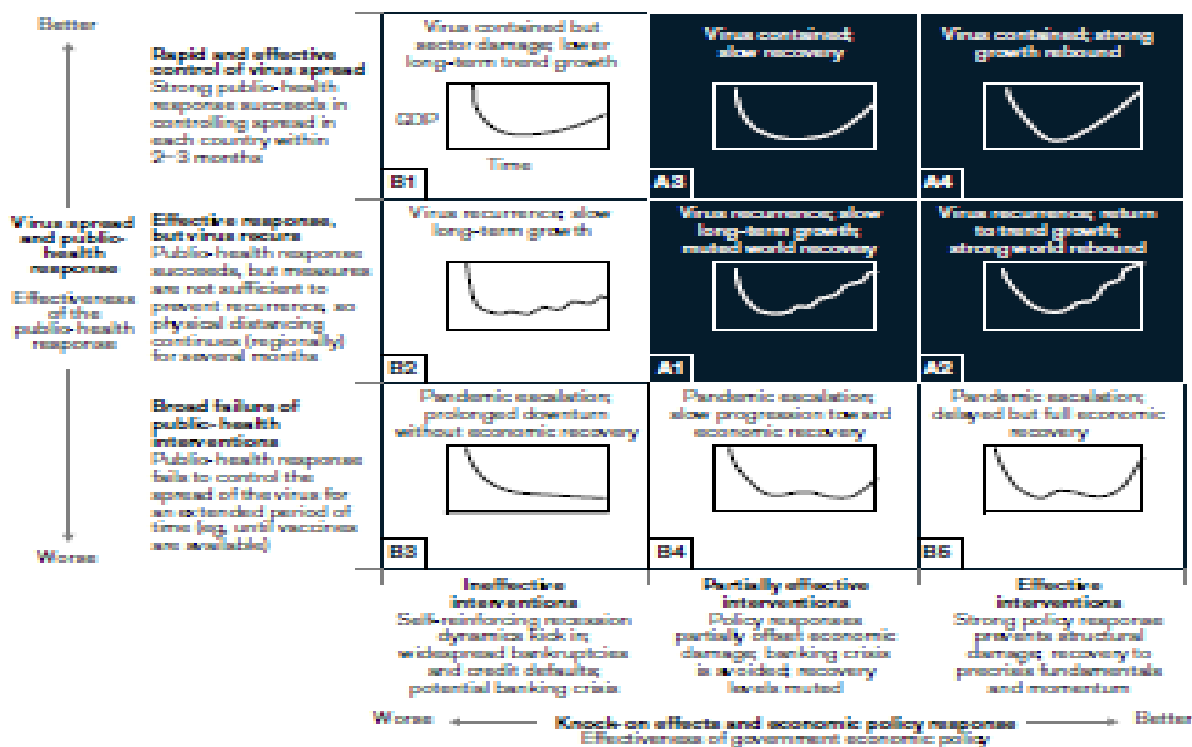 Better
Rapid and effective
control of virus spread
Strong public-health
response succeeds in
controlling spread in
each country within
2–3 months
Virus contained but
sector damage; lower
long-term trend growth
GDP
Time
B1
Virus contained;
slow recovery
A3
Virus contained; strong
growth rebound
A4
Virus spread
and public-
health
response
Effectiveness
of the
public-health
response
Effective response,
but virus recurs
Public-health response
succeeds, but measures
are not sufficient to
prevent recurrence, so
physical distancing
continues (regionally)
for several months
Virus recurrence; slow
long-term growth
B2
Virus recurrence; slow
long-term growth;
muted world recovery
A1
Virus recurrence; return
to trend growth;
strong world rebound
A2
Broad failure of
public-health
interventions
Public-health response
fails to control the
spread of the virus for
an extended period of
time (eg, until vaccines
are available)
Worse
Pandemic escalation;
prolonged downturn
without economic recovery
B3
Pandemic escalation;
slow progression toward
economic recovery
B4
Pandemic escalation;
delayed but full economic
recovery
B5
Ineffective
interventions
Self-reinforcing recession
dynamics kick in;
widespread bankruptcies
and credit defaults;
potential banking crisis
Partially effective
interventions
Policy responses
partially offset economic
damage; banking crisis
is avoided; recovery
levels muted
Effective
interventions
Strong policy response
prevents structural
damage; recovery to
precrisis fundamentals
and momentum
Worse
Knock-on effects and economic policy response
Better
Effectiveness of government economic policy